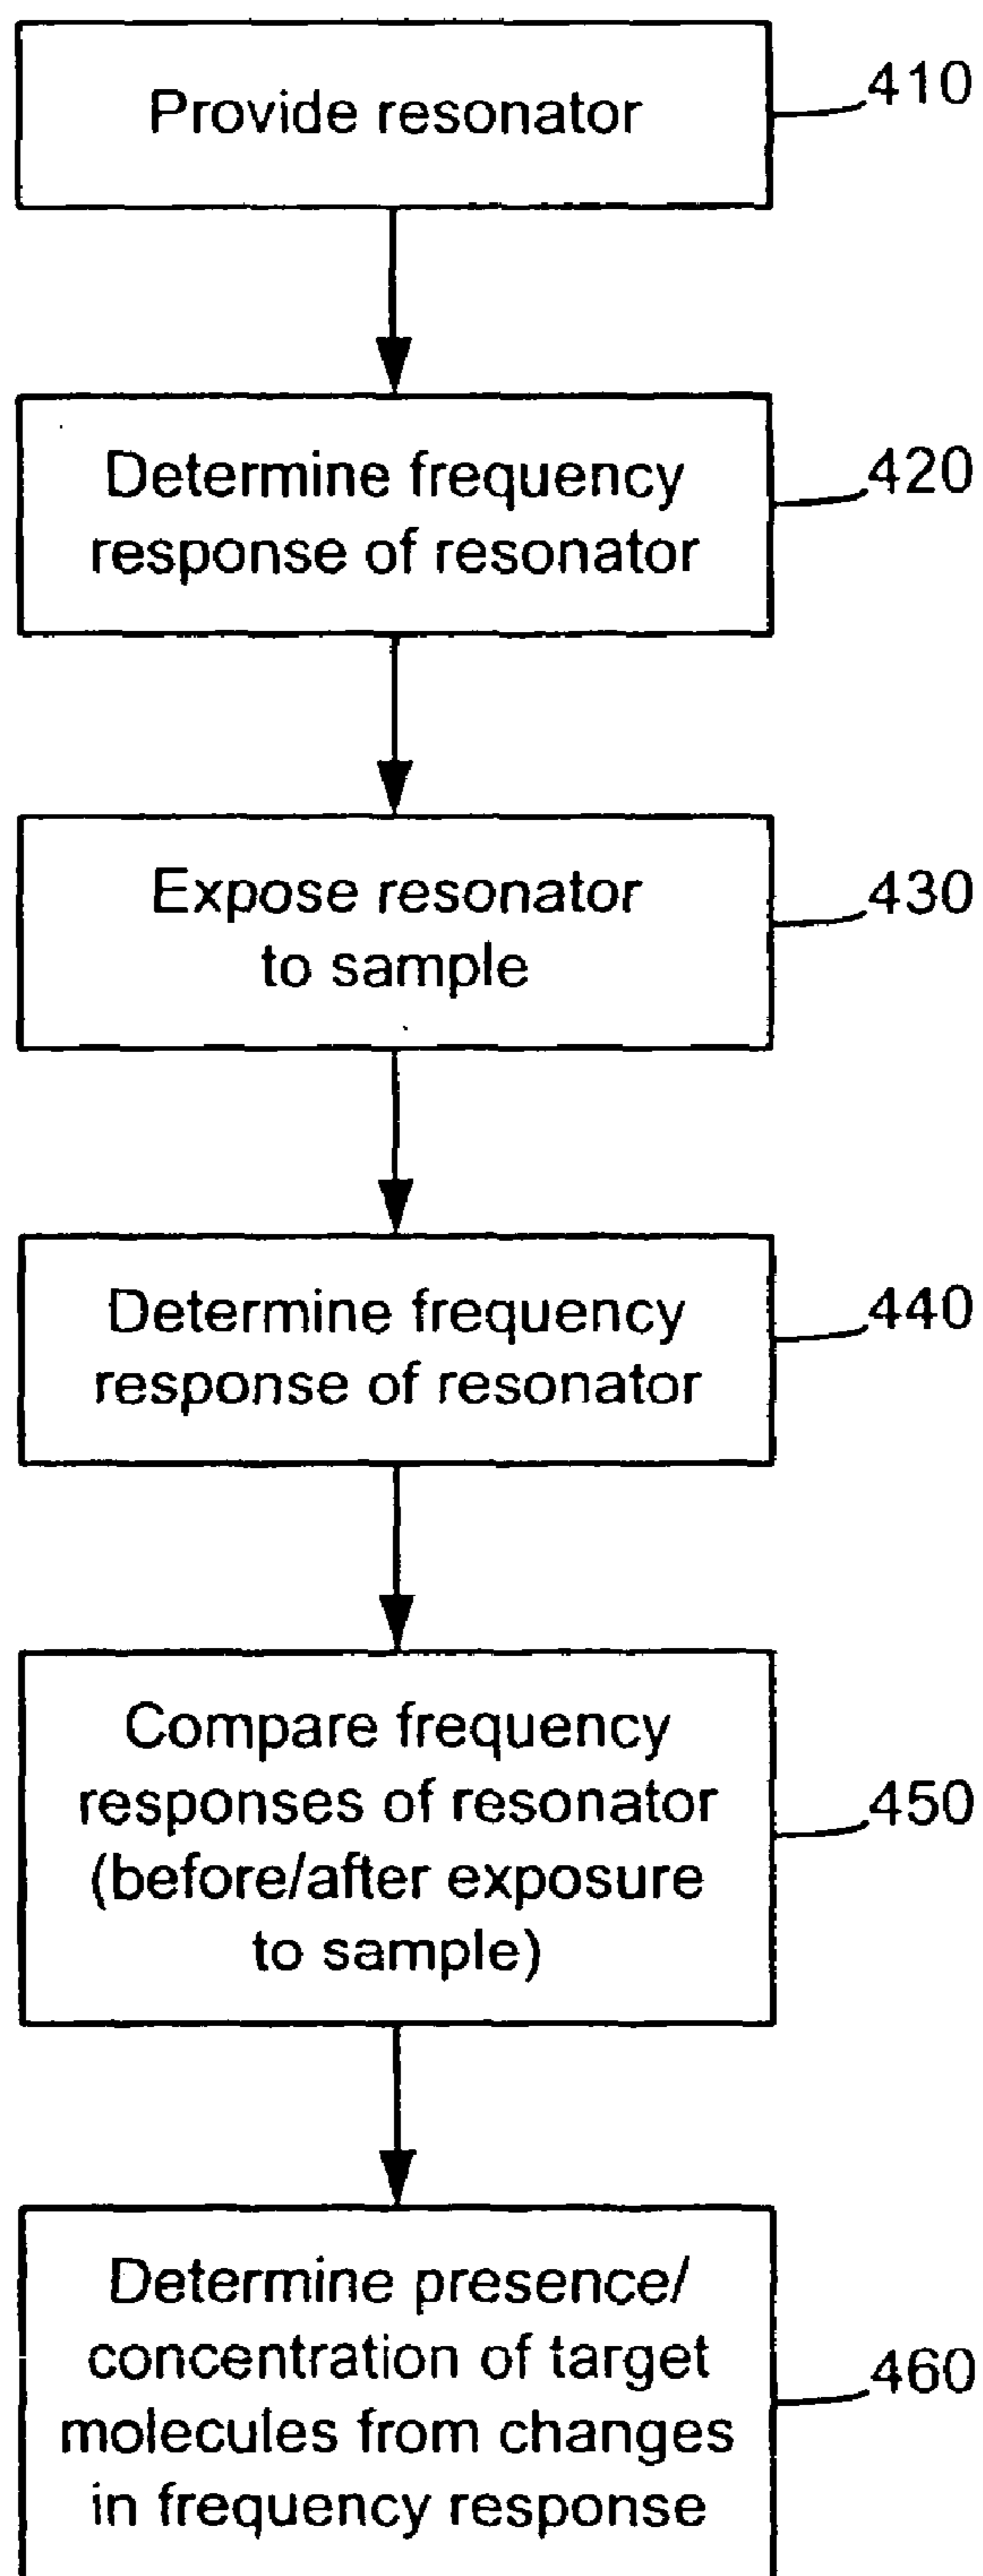 Provide resonator
410
Determine frequency
response of resonator
420
Expose resonator
to sample
430
Determine frequency
response of resonator
440
Compare frequency
responses of resonator
(before/after exposure
to sample)
450
Determine presence/
concentration of target
molecules from changes
in frequency response
460